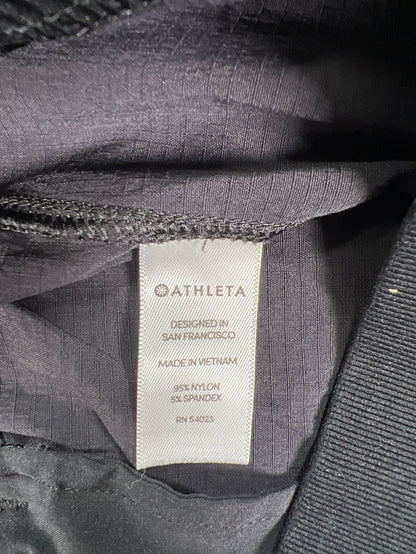 ATHLETA
DESIGNED IN
SAN FRANCISCO
MADE IN VIETNAM
95% NYLON
5% SPANDEX
RN 54023